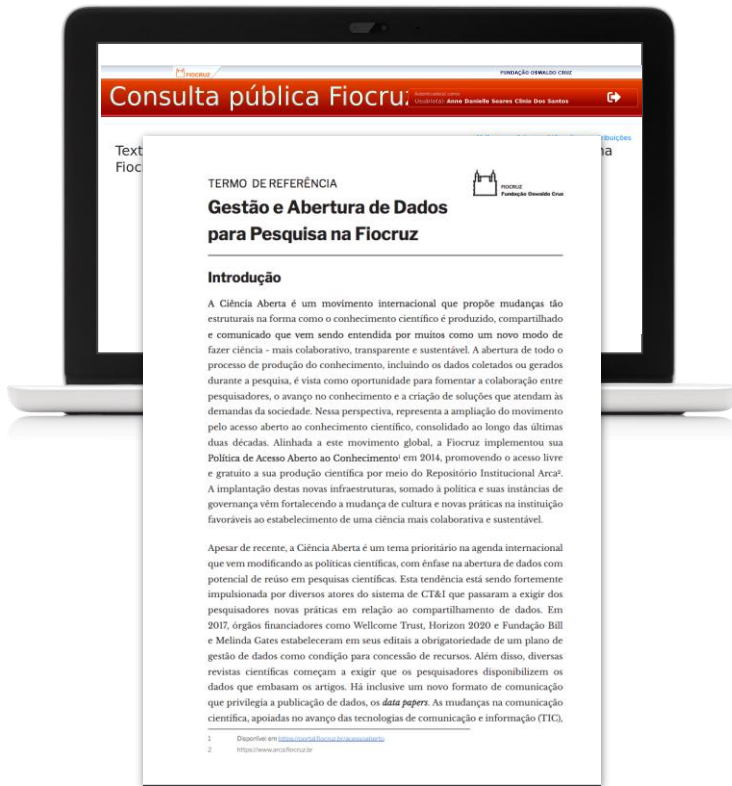 FIOCRUZ
FUNDAÇÃO OSWALDO CRUZ
Consulta pública Fiocruz
Usuário(a): Anne Danielle Soares Clinio Dos Santos
Text
na
Fioc
TERMO DE REFERÊNCIA
FIOCRUZ
Fundação Oswaldo Cruz
Gestão e Abertura de Dados
para Pesquisa na Fiocruz
Introdução
A Ciência Aberta é um movimento internacional que propõe mudanças tão
estruturais na forma como o conhecimento científico é produzido, compartilhado
e comunicado que vem sendo entendida por muitos como um novo modo de
fazer ciência - mais colaborativo, transparente e sustentável. A abertura de todo o
processo de produção do conhecimento, incluindo os dados coletados ou gerados
durante a pesquisa, é vista como oportunidade para fomentar a colaboração entre
pesquisadores, o avanço no conhecimento e a criação de soluções que atendam às
demandas da sociedade. Nessa perspectiva, representa a ampliação do movimento
pelo acesso aberto ao conhecimento científico, consolidado ao longo das últimas
duas décadas. Alinhada a este movimento global, a Fiocruz implementou sua
Política de Acesso Aberto ao Conhecimento¹ em 2014, promovendo o acesso livre
e gratuito a sua produção científica por meio do Repositório Institucional Arca².
A implantação destas novas infraestruturas, somado à política e suas instâncias de
governança vêm fortalecendo a mudança de cultura e novas práticas na instituição
favoráveis ao estabelecimento de uma ciência mais colaborativa e sustentável.
Apesar de recente, a Ciência Aberta é um tema prioritário na agenda internacional
que vem modificando as políticas científicas, com ênfase na abertura de dados com
potencial de reúso em pesquisas científicas. Esta tendência está sendo fortemente
impulsionada por diversos atores do sistema de CT&I que passaram a exigir dos
pesquisadores novas práticas em relação ao compartilhamento de dados. Em
2017, órgãos financiadores como Wellcome Trust, Horizon 2020 e Fundação Bill
e Melinda Gates estabeleceram em seus editais a obrigatoriedade de um plano de
gestão de dados como condição para concessão de recursos. Além disso, diversas
revistas científicas começam a exigir que os pesquisadores disponibilizem os
dados que embasam os artigos. Há inclusive um novo formato de comunicação
que privilegia a publicação de dados, os data papers. As mudanças na comunicação
científica, apoiadas no avanço das tecnologias de comunicação e informação (TIC),
1 Disponível em https://portal.fiocruz.br/acessoaberto
2 https://www.arca.fiocruz.br